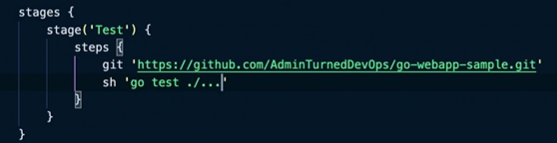 stages {
stage('Test') {
steps {
git 'https://github.com/AdminTurnedDevOps/go-webapp-sample.git'
sh 'go test ./...'
}
}
}